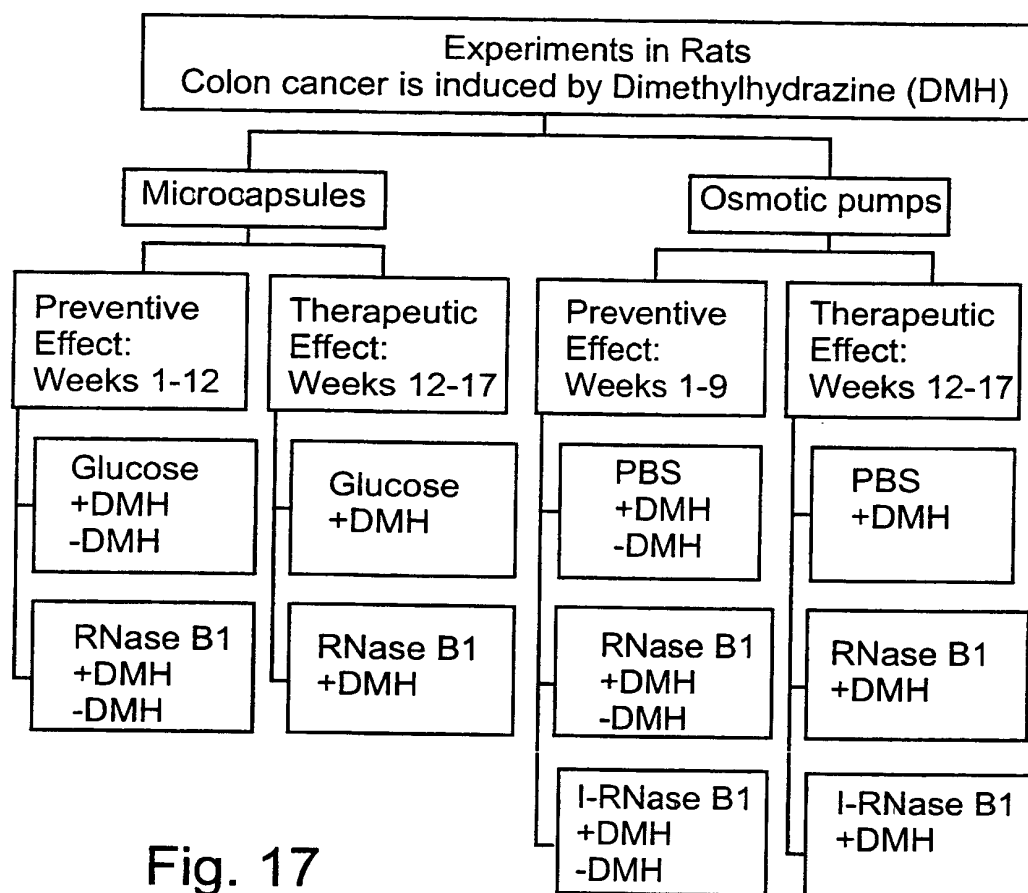 Experiments in Rats
Colon cancer is induced by Dimethylhydrazine (DMH)
Microcapsules
Osmotic pumps
Preventive
Effect:
Weeks 1-12
Therapeutic
Effect:
Weeks 12-17
Preventive
Effect:
Weeks 1-9
Therapeutic
Effect:
Weeks 12-17
Glucose
+DMH
-DMH
Glucose
+DMH
PBS
+DMH
-DMH
PBS
+DMH
RNase B1
+DMH
-DMH
RNase B1
+DMH
RNase B1
+DMH
-DMH
RNase B1
+DMH
I-RNase B1
+DMH
-DMH
I-RNase B1
+DMH
Fig. 17